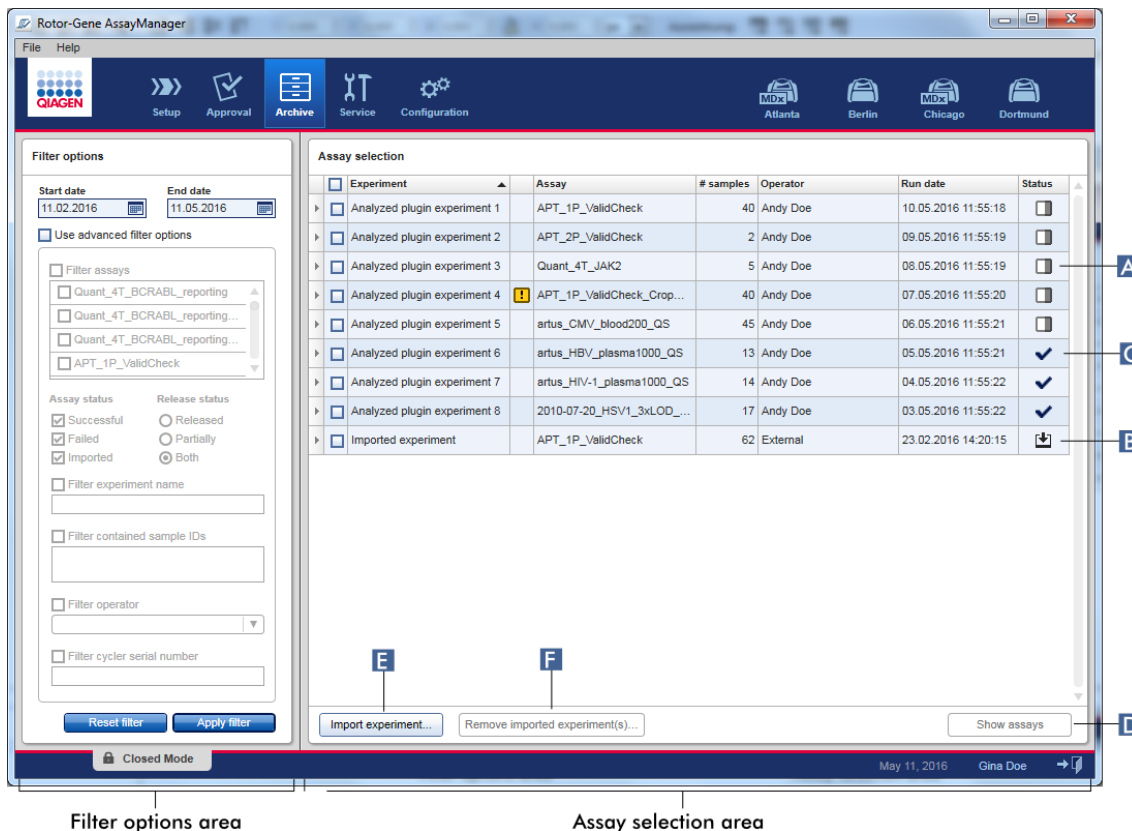 Rotor-Gene AssayManager
File Help
QIAGEN
Setup Approval Archive Service Configuration
MDx Atlanta Berlin MDx Chicago Dortmund
Filter options
Start date End date
11.02.2016 11.05.2016
Use advanced filter options
Filter assays
Quant_4T_BCRABL_reporting
Quant_4T_BCRABL_reporting...
Quant_4T_BCRABL_reporting...
APT_1P_ValidCheck
Assay status Release status
Successful Released
Failed Partially
Imported Both
Filter experiment name
Filter contained sample IDs
Filter operator
Filter cycler serial number
Reset filter Apply filter
Assay selection
Experiment Assay # samples Operator Run date Status
Analyzed plugin experiment 1 APT_1P_ValidCheck 40 Andy Doe 10.05.2016 11:55:18
Analyzed plugin experiment 2 APT_2P_ValidCheck 2 Andy Doe 09.05.2016 11:55:19
Analyzed plugin experiment 3 Quant_4T_JAK2 5 Andy Doe 08.05.2016 11:55:19
A
Analyzed plugin experiment 4 ! APT_1P_ValidCheck_Crop... 40 Andy Doe 07.05.2016 11:55:20
Analyzed plugin experiment 5 artus_CMV_blood200_QS 45 Andy Doe 06.05.2016 11:55:21
Analyzed plugin experiment 6 artus_HBV_plasma1000_QS 13 Andy Doe 05.05.2016 11:55:21
C
Analyzed plugin experiment 7 artus_HIV-1_plasma1000_QS 14 Andy Doe 04.05.2016 11:55:22
Analyzed plugin experiment 8 2010-07-20_HSV1_3xLOD_... 17 Andy Doe 03.05.2016 11:55:22
Imported experiment APT_1P_ValidCheck 62 External 23.02.2016 14:20:15
B
E F
Import experiment... Remove imported experiment(s)... Show assays
D
Closed Mode
May 11, 2016 Gina Doe
Filter options area Assay selection area